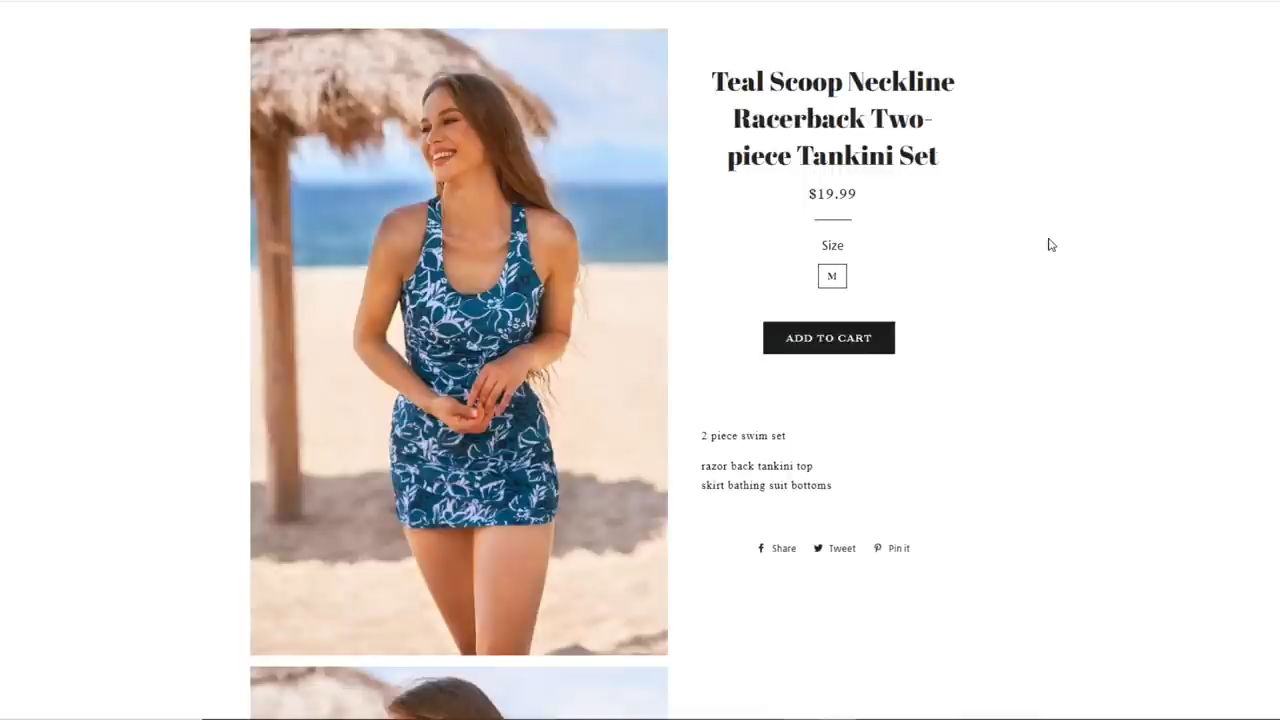 Teal Scoop Neckline
Racerback Two-
piece Tankini Set
$19.99
Size
M
ADD TO CART
2 piece swim set
razor back tankini top
skirt bathing suit bottoms
Share Tweet Pin it